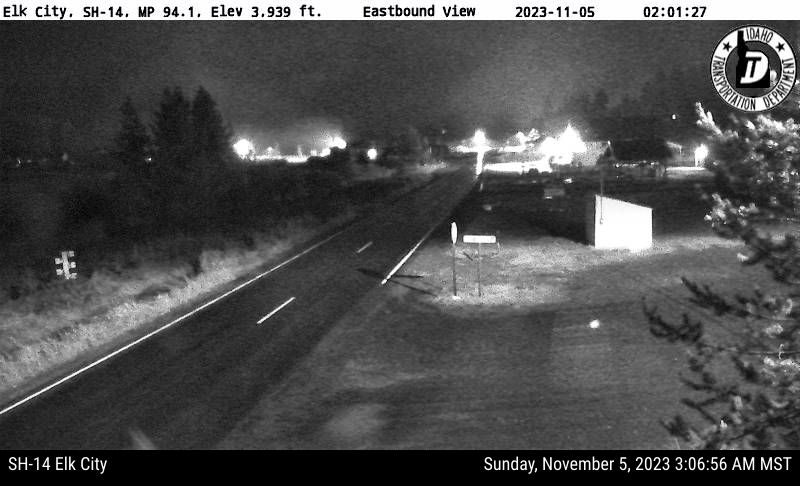 Elk City, SH-14, MP 94.1, Elev 3,939 ft. Eastbound View 2023-11-05 02:01:27
IDAHO
TRANSPORTATION DEPARTMENT
SH-14 Elk City Sunday, November 5, 2023 3:06:56 AM MST